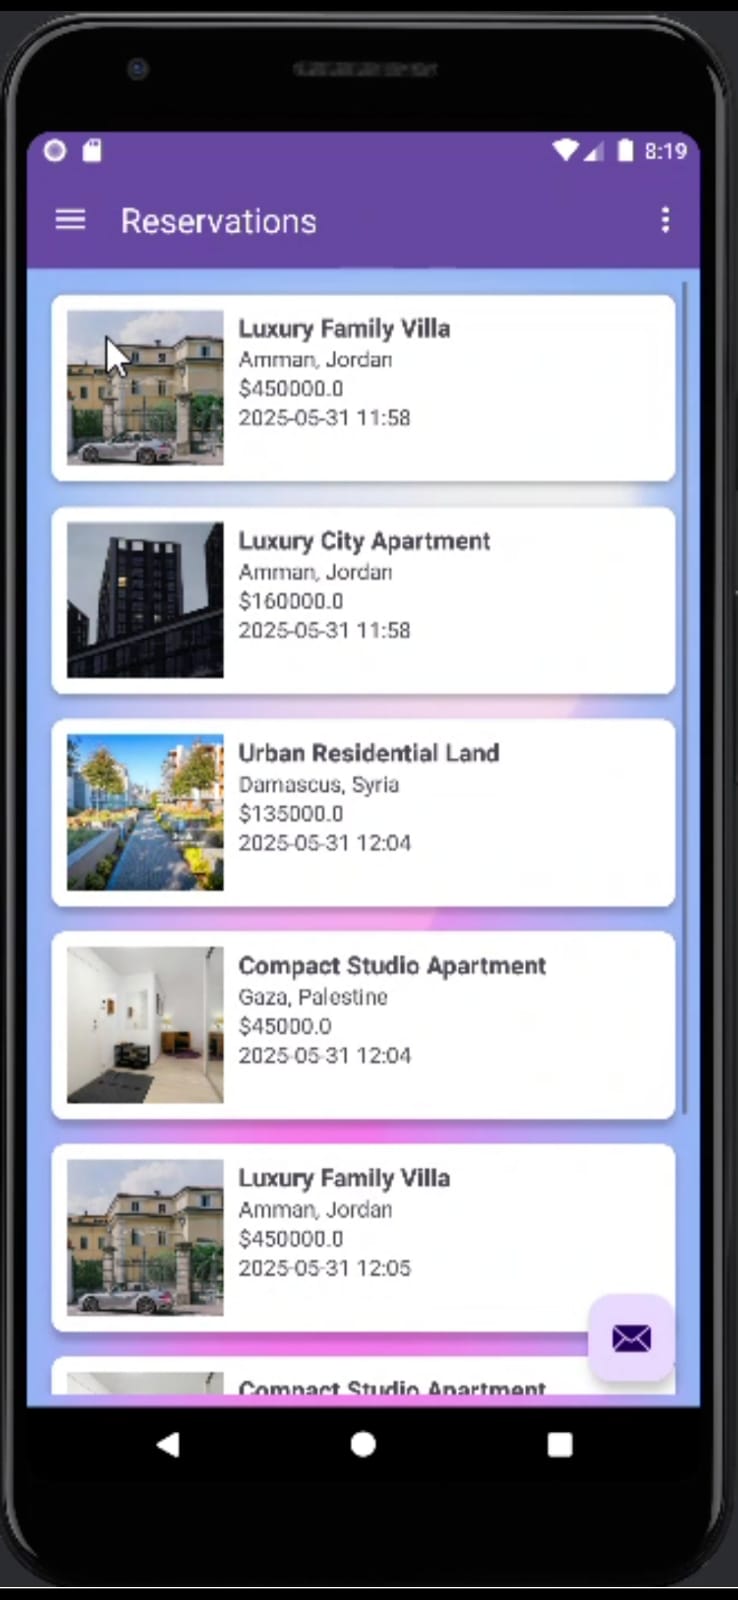 8:19
Reservations
Luxury Family Villa
Amman, Jordan
$450000.0
2025-05-31 11:58
Luxury City Apartment
Amman, Jordan
$160000.0
2025-05-31 11:58
Urban Residential Land
Damascus, Syria
$135000.0
2025-05-31 12:04
Compact Studio Apartment
Gaza, Palestine
$45000.0
2025-05-31 12:04
Luxury Family Villa
Amman, Jordan
$450000.0
2025-05-31 12:05
Compact Studio Apartment